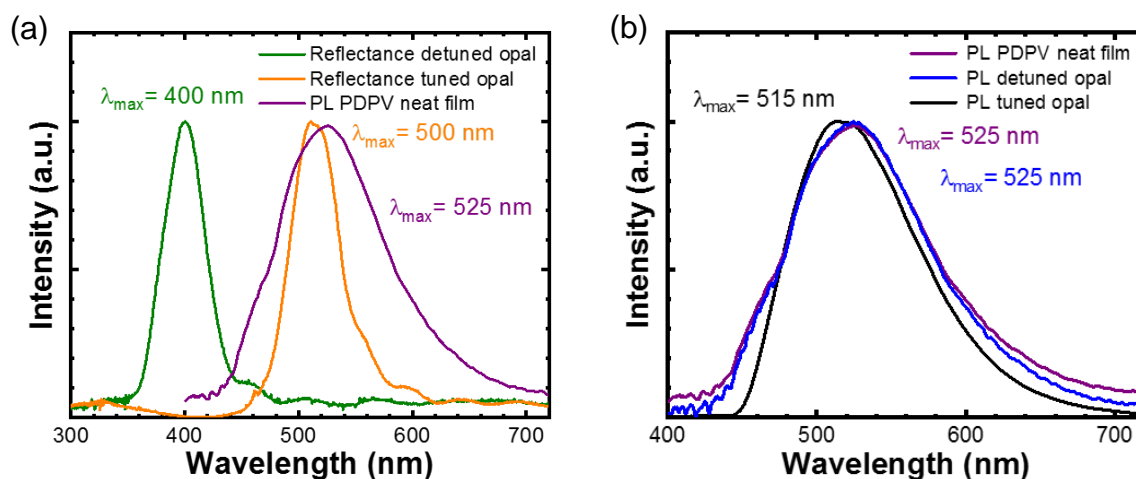 (a)
Reflectance detuned opal
Reflectance tuned opal
PL PDPV neat film
λmax= 400 nm
λmax= 500 nm
λmax= 525 nm
Intensity (a.u.)
300 400 500 600 700
Wavelength (nm)
(b)
PL PDPV neat film
PL detuned opal
PL tuned opal
λmax= 515 nm
λmax= 525 nm
λmax= 525 nm
Intensity (a.u.)
400 500 600 700
Wavelength (nm)